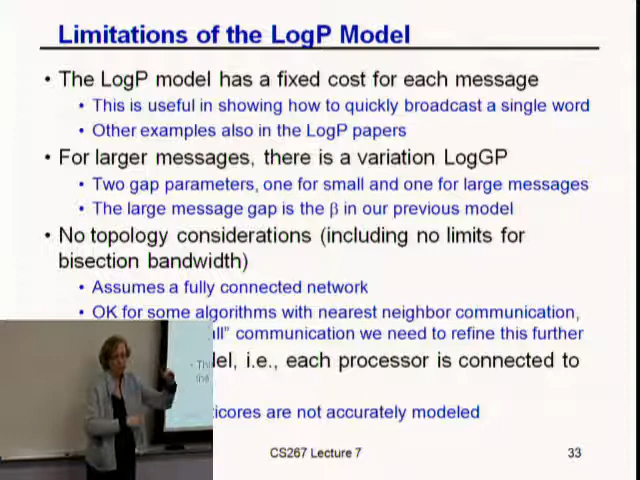 Limitations of the LogP Model
• The LogP model has a fixed cost for each message
• This is useful in showing how to quickly broadcast a single word
• Other examples also in the LogP papers
• For larger messages, there is a variation LogGP
• Two gap parameters, one for small and one for large messages
• The large message gap is the β in our previous model
• No topology considerations (including no limits for
bisection bandwidth)
• Assumes a fully connected network
• OK for some algorithms with nearest neighbor communication,
all” communication we need to refine this further
i.e., each processor is connected to
are not accurately modeled
CS267 Lecture 7
33